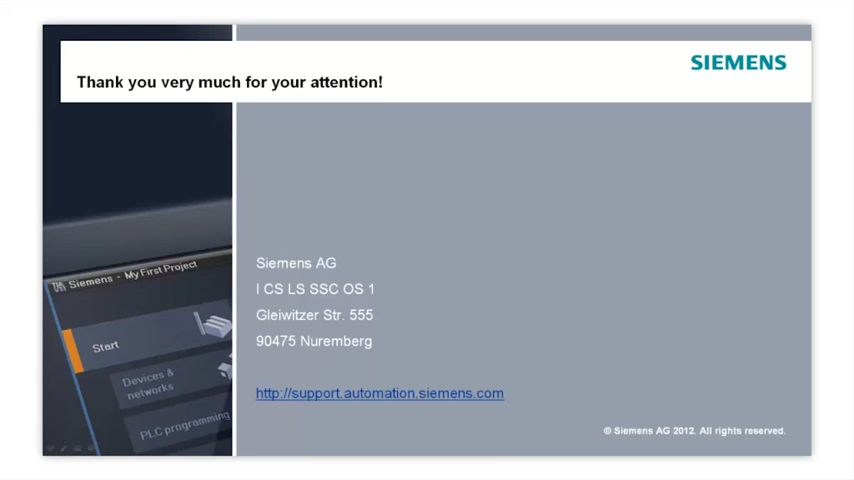 Thank you very much for your attention!
SIEMENS
Siemens - My First Project
Start
Devices &
networks
PLC programming
Siemens AG
I CS LS SSC OS 1
Gleiwitzer Str. 555
90475 Nuremberg
http://support.automation.siemens.com
© Siemens AG 2012. All rights reserved.